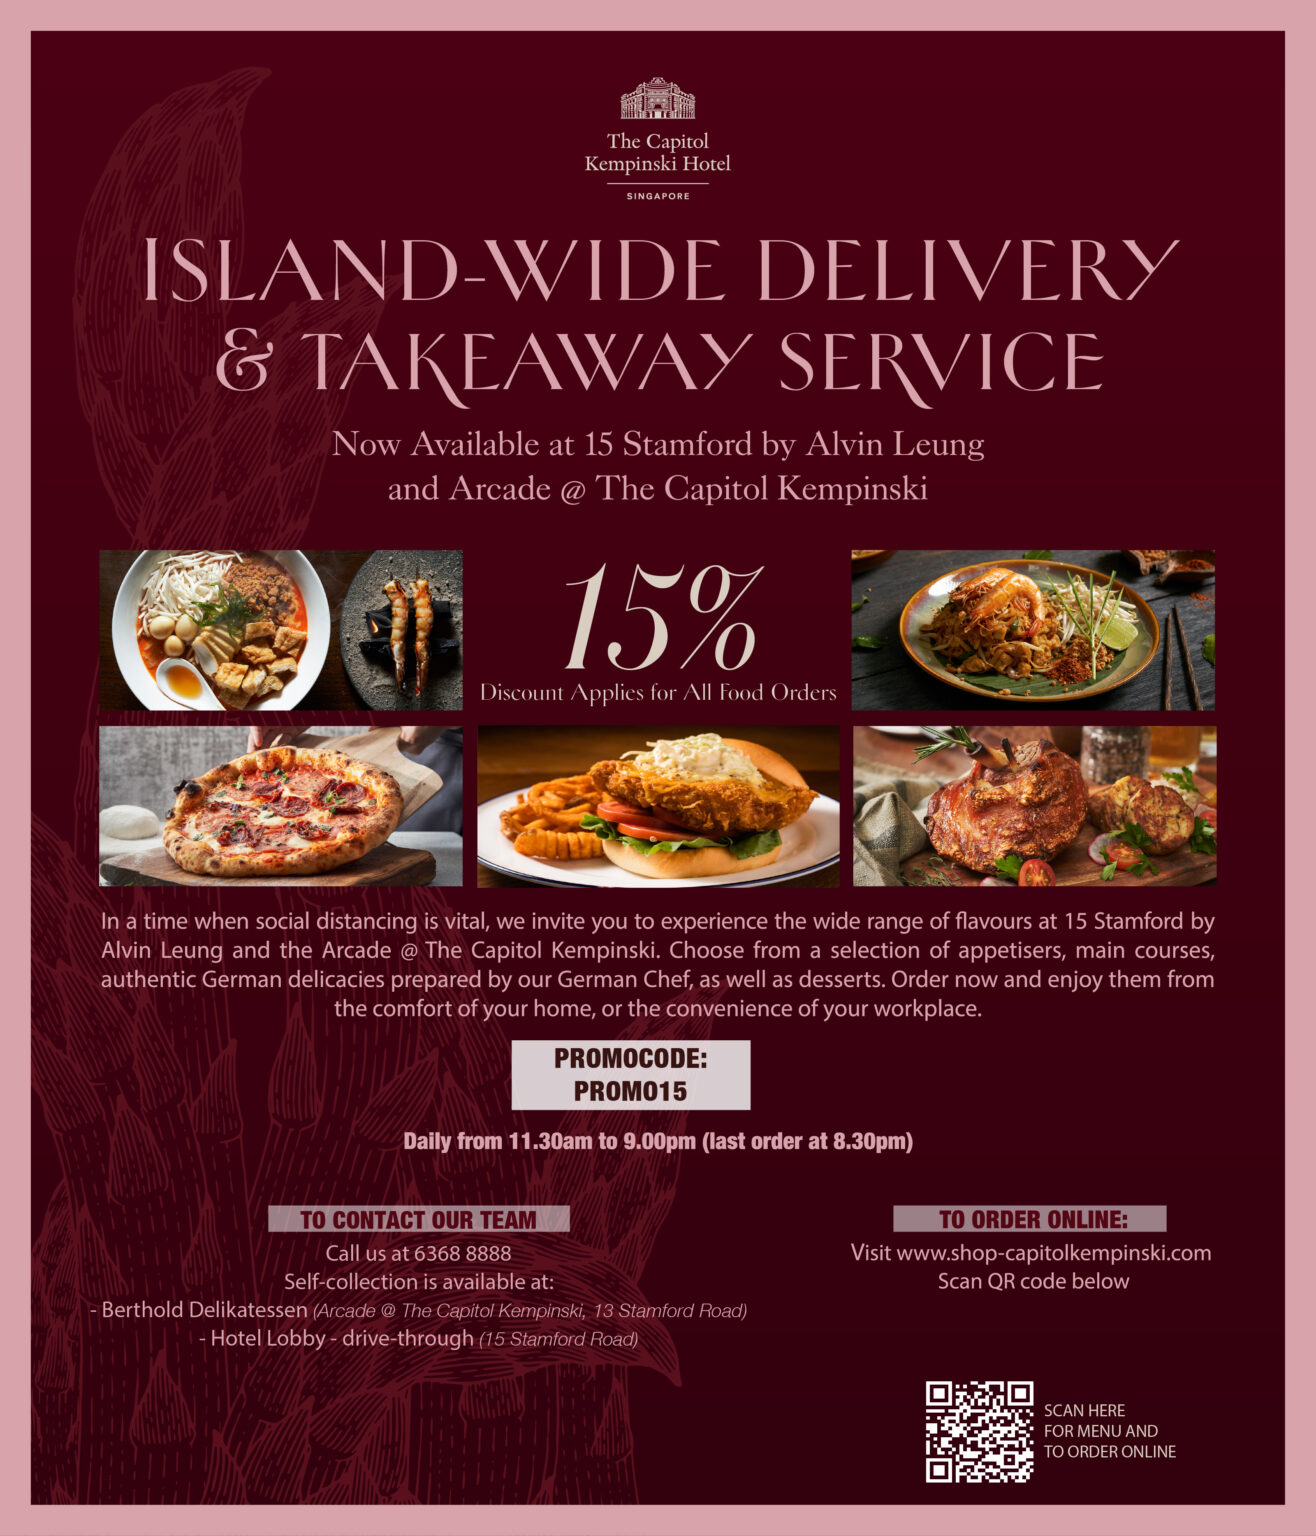 The Capitol
Kempinski Hotel
SINGAPORE
ISLAND-WIDE DELIVERY
& TAKEAWAY SERVICE
Now Available at 15 Stamford by Alvin Leung
and Arcade @ The Capitol Kempinski
15%
Discount Applies for All Food Orders
In a time when social distancing is vital, we invite you to experience the wide range of flavours at 15 Stamford by
Alvin Leung and the Arcade @ The Capitol Kempinski. Choose from a selection of appetisers, main courses,
authentic German delicacies prepared by our German Chef, as well as desserts. Order now and enjoy them from
the comfort of your home, or the convenience of your workplace.
PROMOCODE:
PROMO15
Daily from 11.30am to 9.00pm (last order at 8.30pm)
TO CONTACT OUR TEAM
Call us at 6368 8888
Self-collection is available at:
- Berthold Delikatessen (Arcade @ The Capitol Kempinski, 13 Stamford Road)
- Hotel Lobby - drive-through (15 Stamford Road)
TO ORDER ONLINE:
Visit www.shop-capitolkempinski.com
Scan QR code below
SCAN HERE
FOR MENU AND
TO ORDER ONLINE